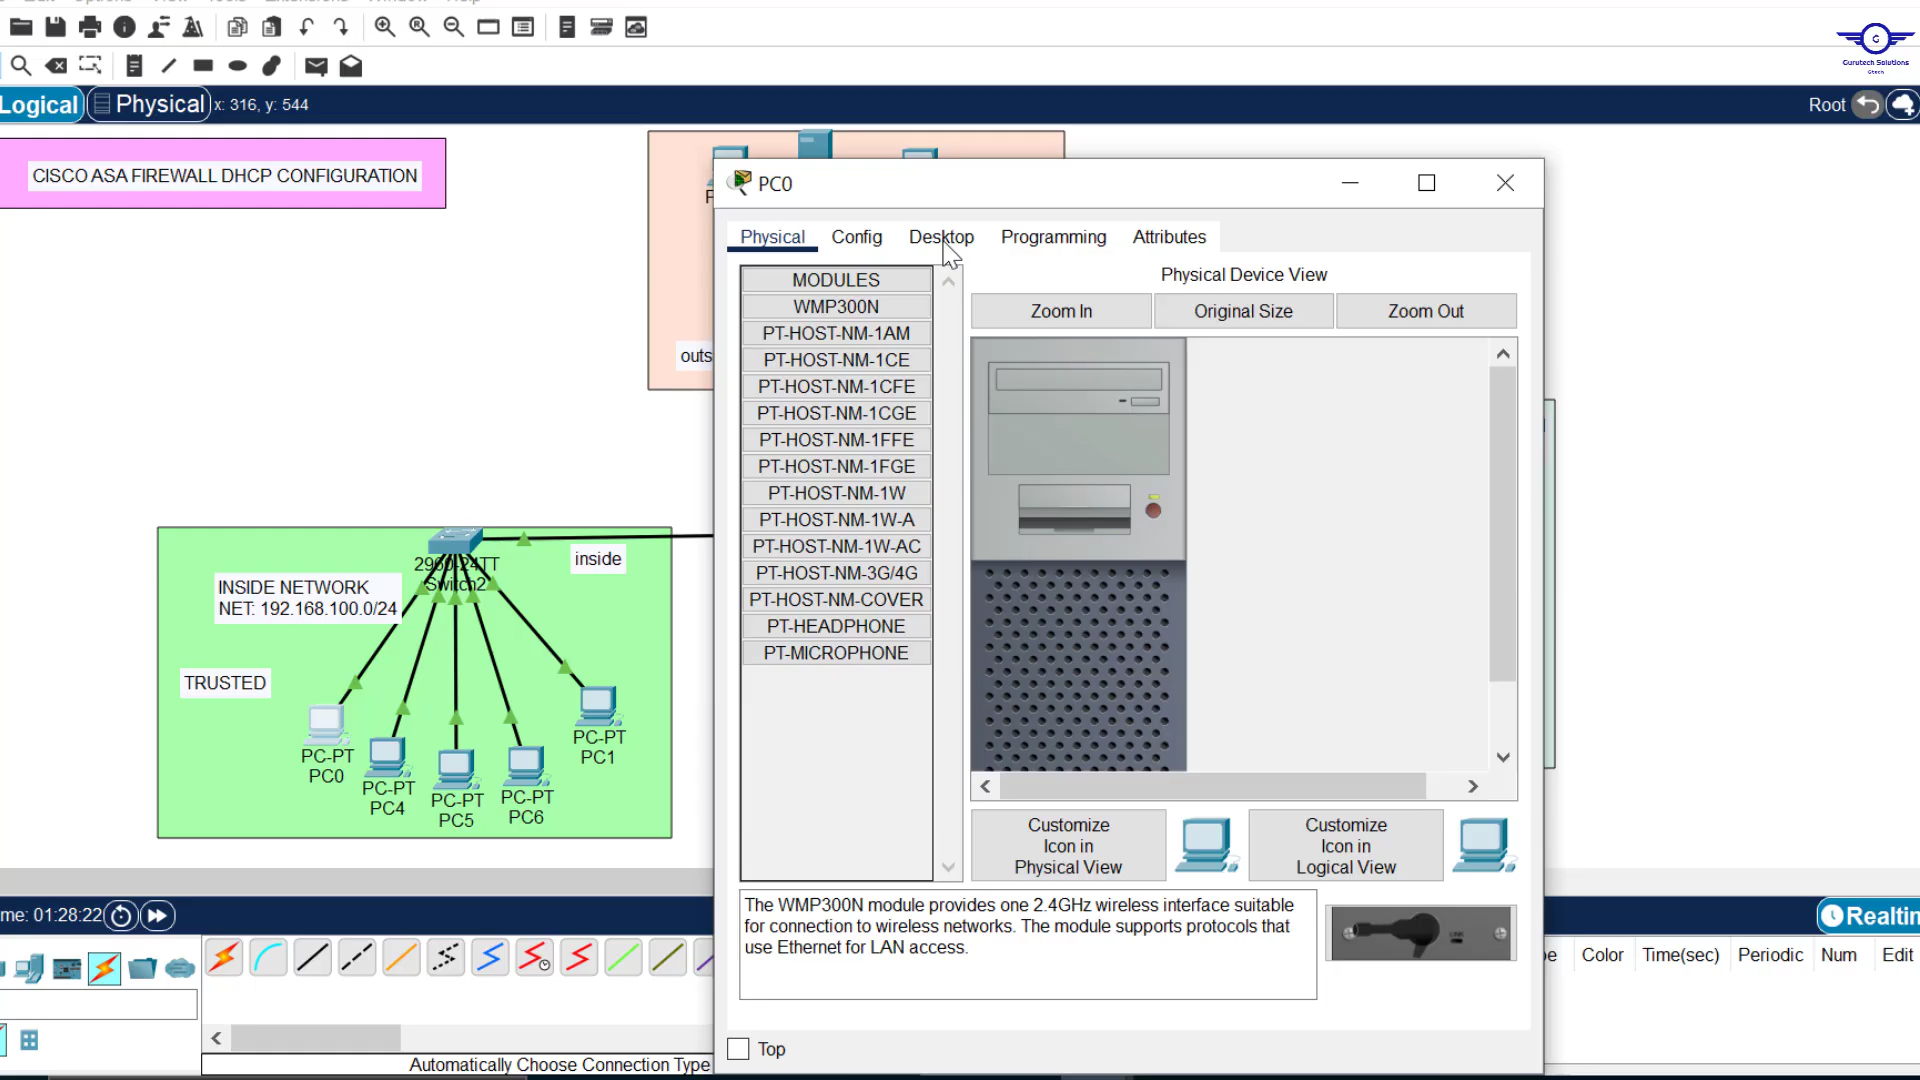 Gurutech Solutions
Gtech
Logical
Physical
x: 316, y: 544
Root
CISCO ASA FIREWALL DHCP CONFIGURATION
PC0
Physical
Config
Desktop
Programming
Attributes
MODULES
WMP300N
PT-HOST-NM-1AM
PT-HOST-NM-1CE
PT-HOST-NM-1CFE
PT-HOST-NM-1CGE
PT-HOST-NM-1FFE
PT-HOST-NM-1FGE
PT-HOST-NM-1W
PT-HOST-NM-1W-A
PT-HOST-NM-1W-AC
PT-HOST-NM-3G/4G
PT-HOST-NM-COVER
PT-HEADPHONE
PT-MICROPHONE
Physical Device View
Zoom In
Original Size
Zoom Out
outs
2960-24TT
Switch2
inside
INSIDE NETWORK
NET: 192.168.100.0/24
TRUSTED
PC-PT
PC0
PC-PT
PC4
PC-PT
PC5
PC-PT
PC6
PC-PT
PC1
Customize
Icon in
Physical View
Customize
Icon in
Logical View
The WMP300N module provides one 2.4GHz wireless interface suitable
for connection to wireless networks. The module supports protocols that
use Ethernet for LAN access.
me: 01:28:22
Realtim
Color
Time(sec)
Periodic
Num
Edit
Automatically Choose Connection Type
Top